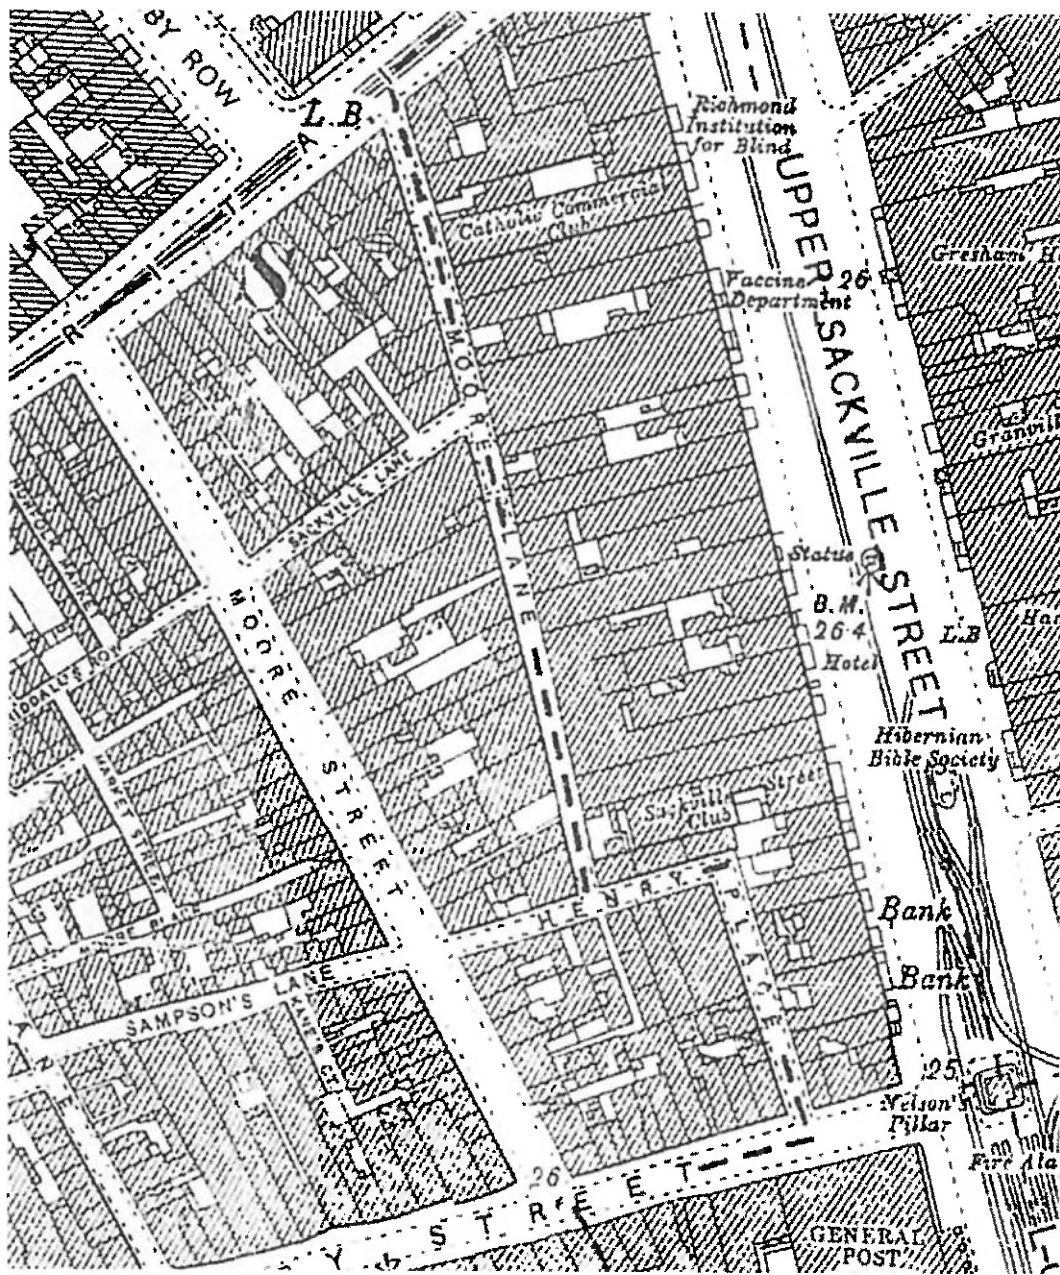 BY ROW
L.B
R I T A
Richmond
Institution
for Blind
UPPER SACKVILLE STREET
Catholic Commercial
Club
Vaccine
Department
26
Gresham
MOORE LANE
SACKVILLE LANE
MOORE STREET
Statue
B.M.
26·4
Hotel
L.B
Hibernian
Bible Society
Sackville Street
Club
HENRY PLACE
Bank
Bank
SAMPSON'S LANE
25
Nelson's
Pillar
Fire Ala
26
Y STREET
GENERAL
POST